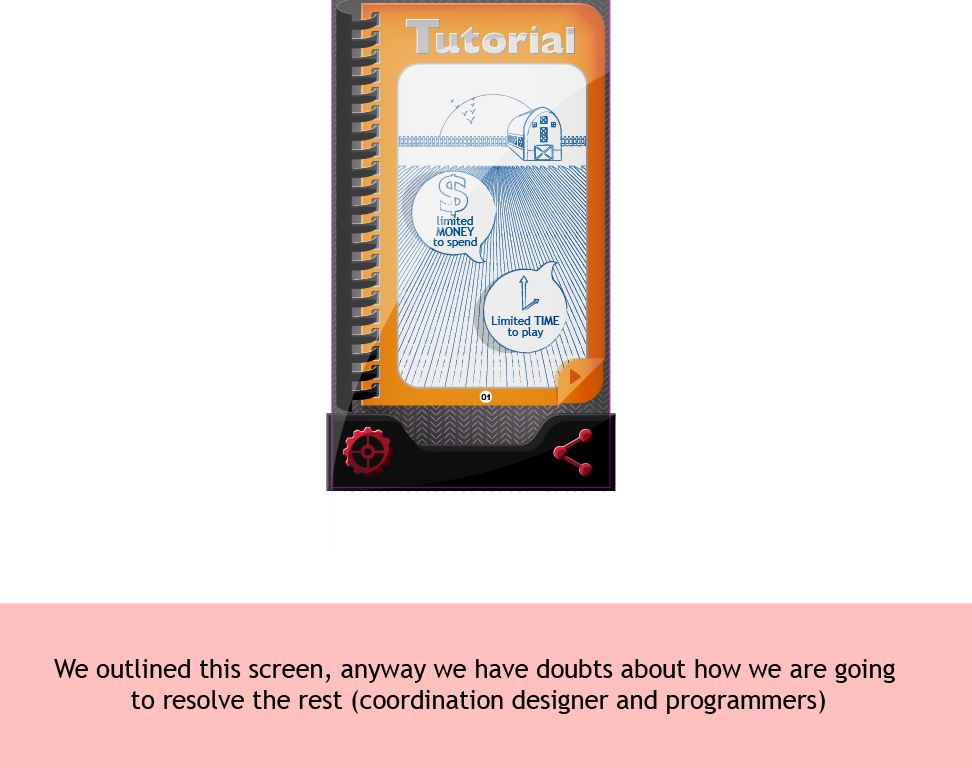 Tutorial
$
limited
MONEY
to spend
Limited TIME
to play
01
We outlined this screen, anyway we have doubts about how we are going
to resolve the rest (coordination designer and programmers)